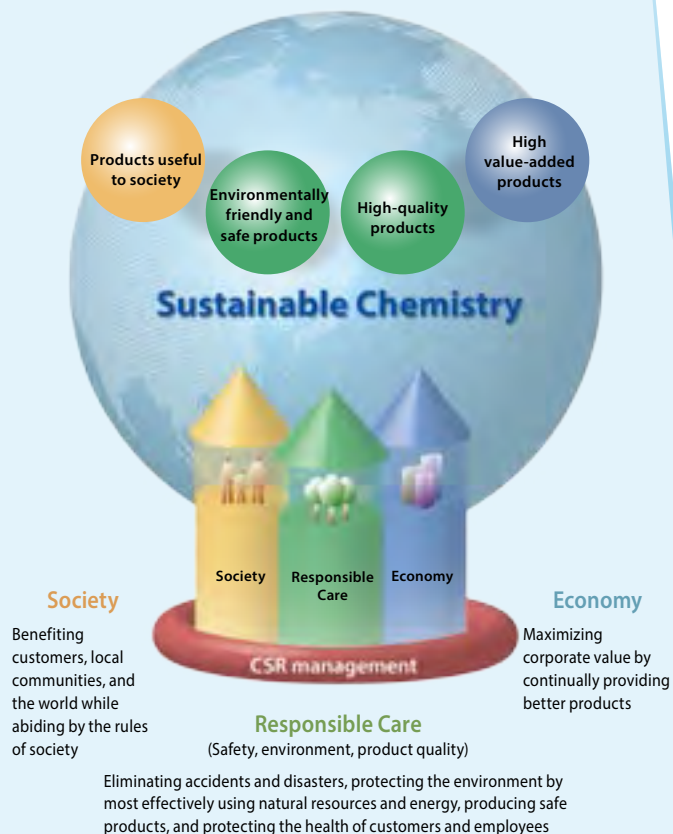 Products useful
to society
Environmentally
friendly and
safe products
High-quality
products
High
value-added
products
Sustainable Chemistry
Society
Responsible
Care
Economy
CSR management
Society
Benefiting
customers, local
communities, and
the world while
abiding by the rules
of society
Economy
Maximizing
corporate value by
continually providing
better products
Responsible Care
(Safety, environment, product quality)
Eliminating accidents and disasters, protecting the environment by
most effectively using natural resources and energy, producing safe
products, and protecting the health of customers and employees